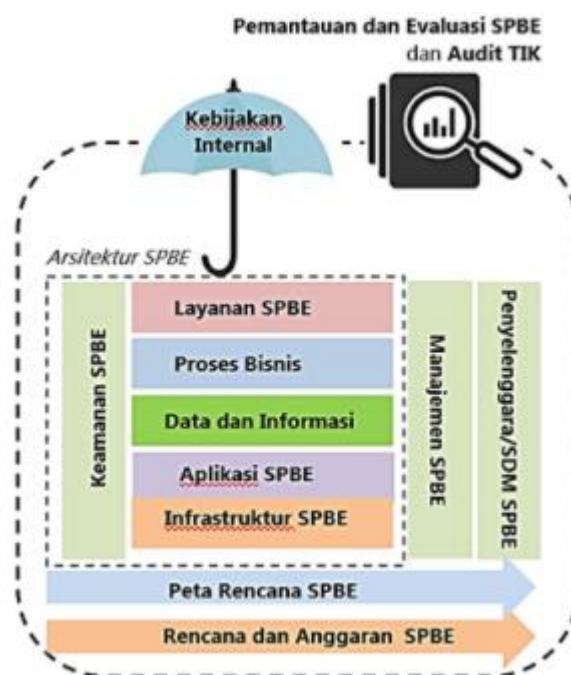 Pemantauan dan Evaluasi SPBE
dan Audit TIK
Kebijakan
Internal
Arsitektur SPBE
Keamanan SPBE
Layanan SPBE
Proses Bisnis
Data dan Informasi
Aplikasi SPBE
Infrastruktur SPBE
Manajemen SPBE
Penyelenggara/SDM SPBE
Peta Rencana SPBE
Rencana dan Anggaran SPBE